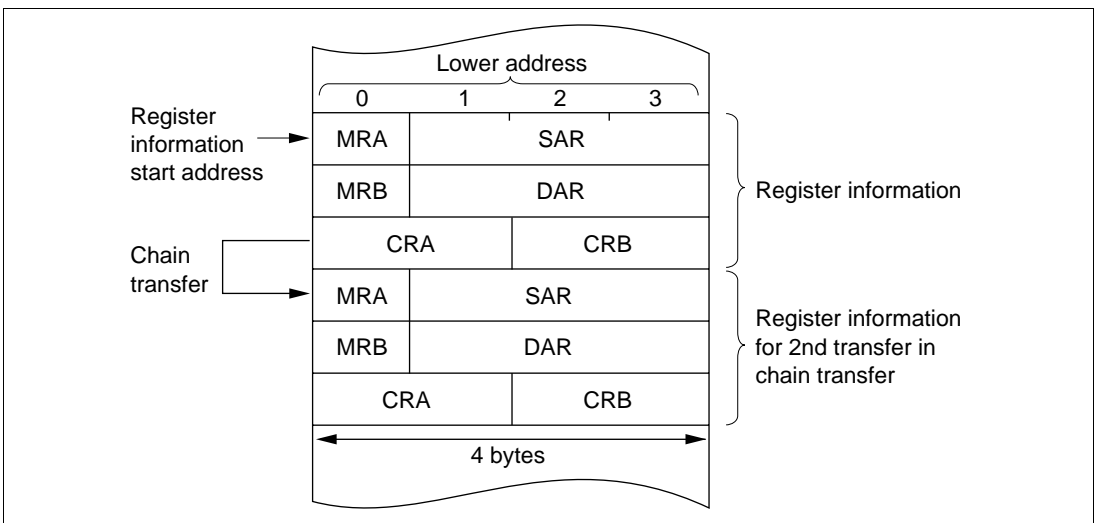 Lower address
0 1 2 3
Register
information
start address
MRA SAR
MRB DAR
Register information
CRA CRB
Chain
transfer
MRA SAR
MRB DAR
Register information
for 2nd transfer in
chain transfer
CRA CRB
4 bytes